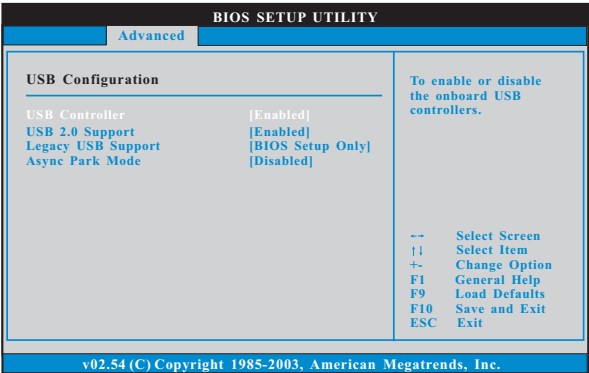 BIOS SETUP UTILITY
Advanced
USB Configuration
USB Controller [Enabled]
USB 2.0 Support [Enabled]
Legacy USB Support [BIOS Setup Only]
Async Park Mode [Disabled]
To enable or disable
the onboard USB
controllers.
←→ Select Screen
↑↓ Select Item
+- Change Option
F1 General Help
F9 Load Defaults
F10 Save and Exit
ESC Exit
v02.54 (C) Copyright 1985-2003, American Megatrends, Inc.